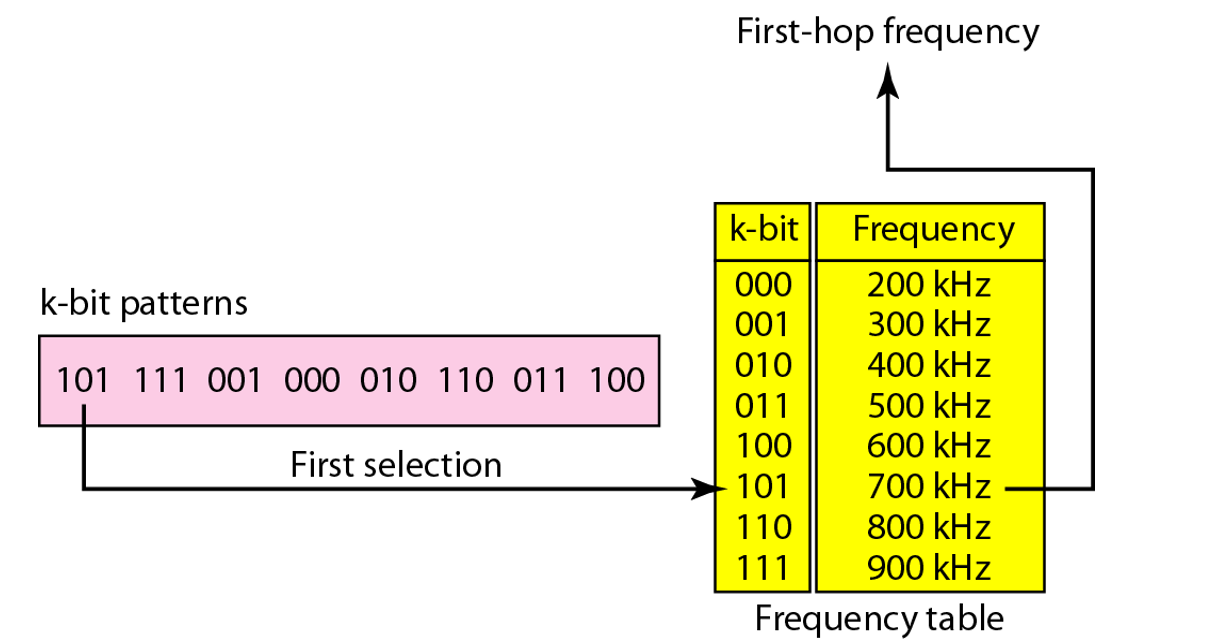 First-hop frequency
k-bit Frequency
000 200 kHz
001 300 kHz
010 400 kHz
011 500 kHz
100 600 kHz
101 700 kHz
110 800 kHz
111 900 kHz
Frequency table
k-bit patterns
101 111 001 000 010 110 011 100
First selection